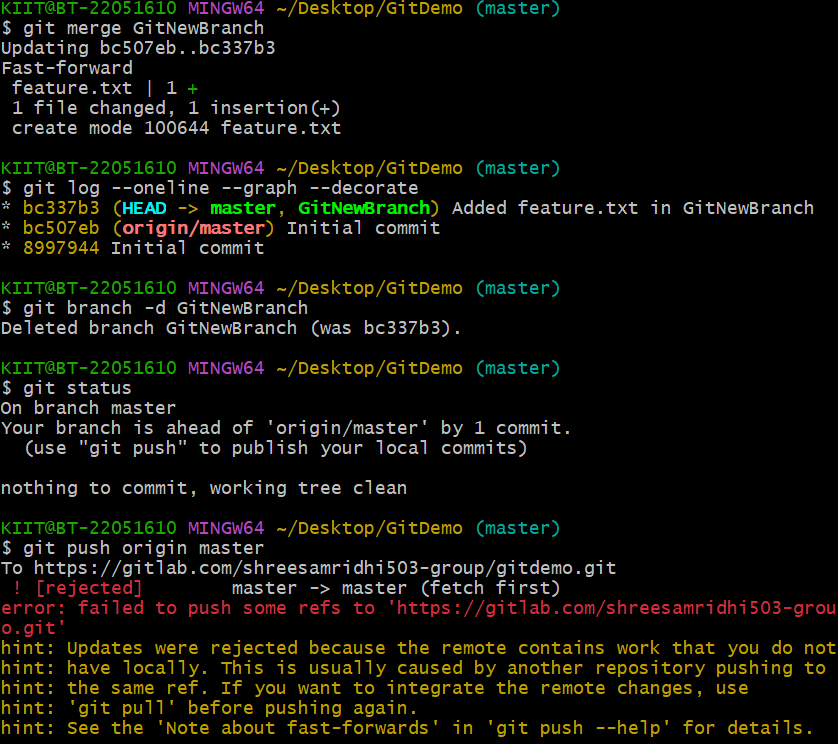 KIIT@BT-22051610 MINGW64 ~/Desktop/GitDemo (master)
$ git merge GitNewBranch
Updating bc507eb..bc337b3
Fast-forward
 feature.txt | 1 +
 1 file changed, 1 insertion(+)
 create mode 100644 feature.txt

KIIT@BT-22051610 MINGW64 ~/Desktop/GitDemo (master)
$ git log --oneline --graph --decorate
* bc337b3 (HEAD -> master, GitNewBranch) Added feature.txt in GitNewBranch
* bc507eb (origin/master) Initial commit
* 8997944 Initial commit

KIIT@BT-22051610 MINGW64 ~/Desktop/GitDemo (master)
$ git branch -d GitNewBranch
Deleted branch GitNewBranch (was bc337b3).

KIIT@BT-22051610 MINGW64 ~/Desktop/GitDemo (master)
$ git status
On branch master
Your branch is ahead of 'origin/master' by 1 commit.
  (use "git push" to publish your local commits)

nothing to commit, working tree clean

KIIT@BT-22051610 MINGW64 ~/Desktop/GitDemo (master)
$ git push origin master
To https://gitlab.com/shreesamridhi503-group/gitdemo.git
 ! [rejected]        master -> master (fetch first)
error: failed to push some refs to 'https://gitlab.com/shreesamridhi503-grou
o.git'
hint: Updates were rejected because the remote contains work that you do not
hint: have locally. This is usually caused by another repository pushing to
hint: the same ref. If you want to integrate the remote changes, use
hint: 'git pull' before pushing again.
hint: See the 'Note about fast-forwards' in 'git push --help' for details.